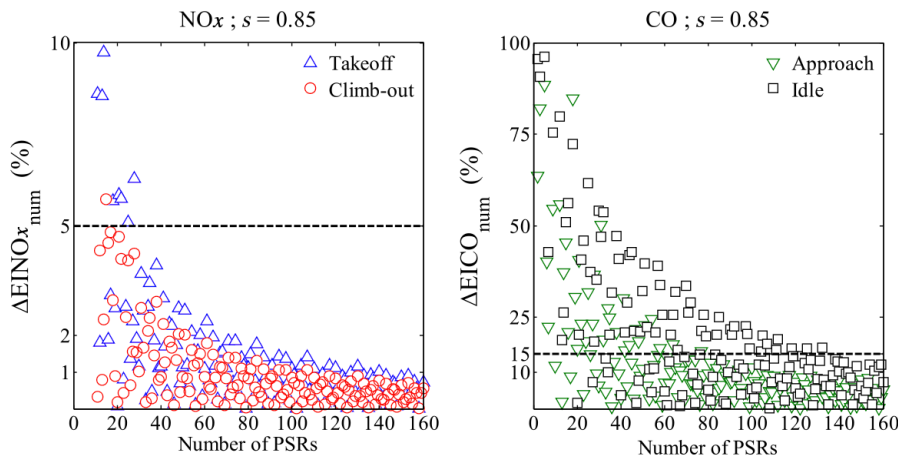 NOx ; s = 0.85
ΔEINOx_num (%)
10
5
2
1
0 20 40 60 80 100 120 140 160
Number of PSRs
Takeoff
Climb-out
CO ; s = 0.85
ΔEICO_num (%)
100
75
50
25
15
10
0 20 40 60 80 100 120 140 160
Number of PSRs
Approach
Idle